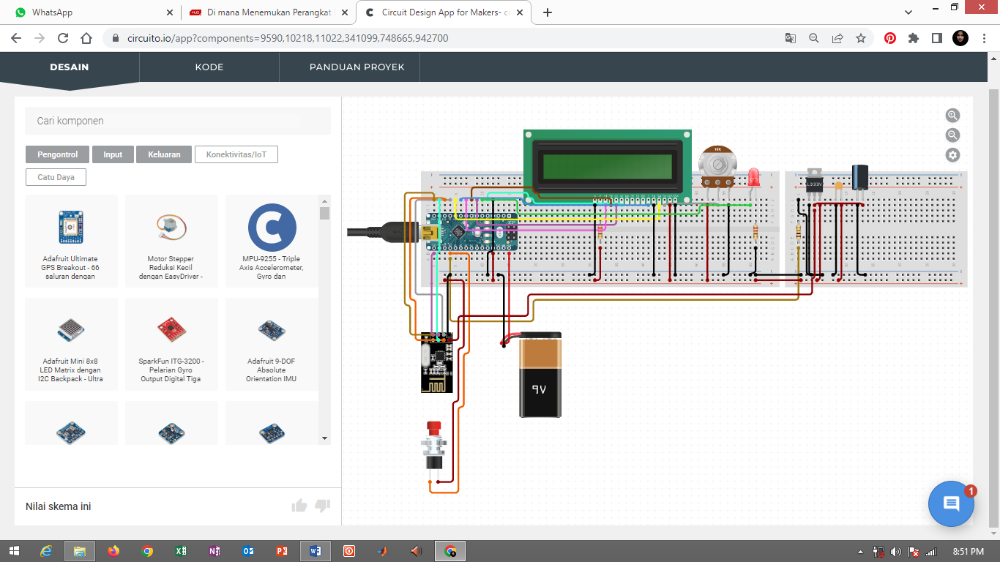 WhatsApp
Di mana Menemukan Perangkat
Circuit Design App for Makers- ci
circuito.io/app?components=9590,10218,11022,341099,748665,942700
DESAIN
KODE
PANDUAN PROYEK
Cari komponen
Pengontrol
Input
Keluaran
Konektivitas/IoT
Catu Daya
Adafruit Ultimate
GPS Breakout - 66
saluran dengan
Motor Stepper
Reduksi Kecil
dengan EasyDriver -
MPU-9255 - Triple
Axis Accelerometer,
Gyro dan
Adafruit Mini 8x8
LED Matrix dengan
I2C Backpack - Ultra
SparkFun ITG-3200 -
Pelarian Gyro
Output Digital Tiga
Adafruit 9-DOF
Absolute
Orientation IMU
Nilai skema ini
10K
9V
1
8:51 PM